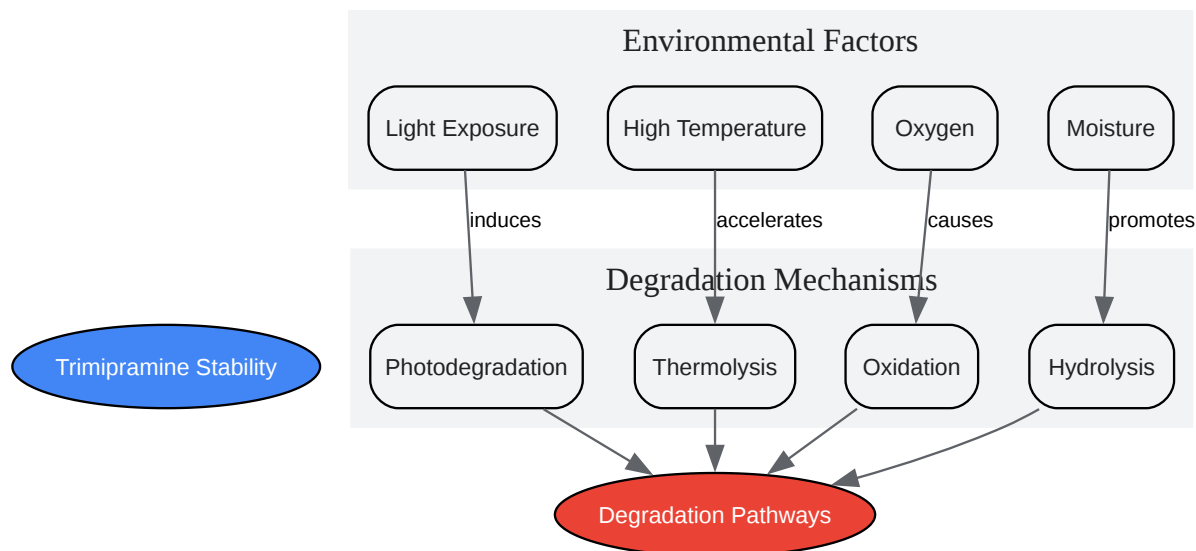 Environmental Factors
Light Exposure
High Temperature
Oxygen
Moisture
induces
accelerates
causes
promotes
Degradation Mechanisms
Trimipramine Stability
Photodegradation
Thermolysis
Oxidation
Hydrolysis
Degradation Pathways